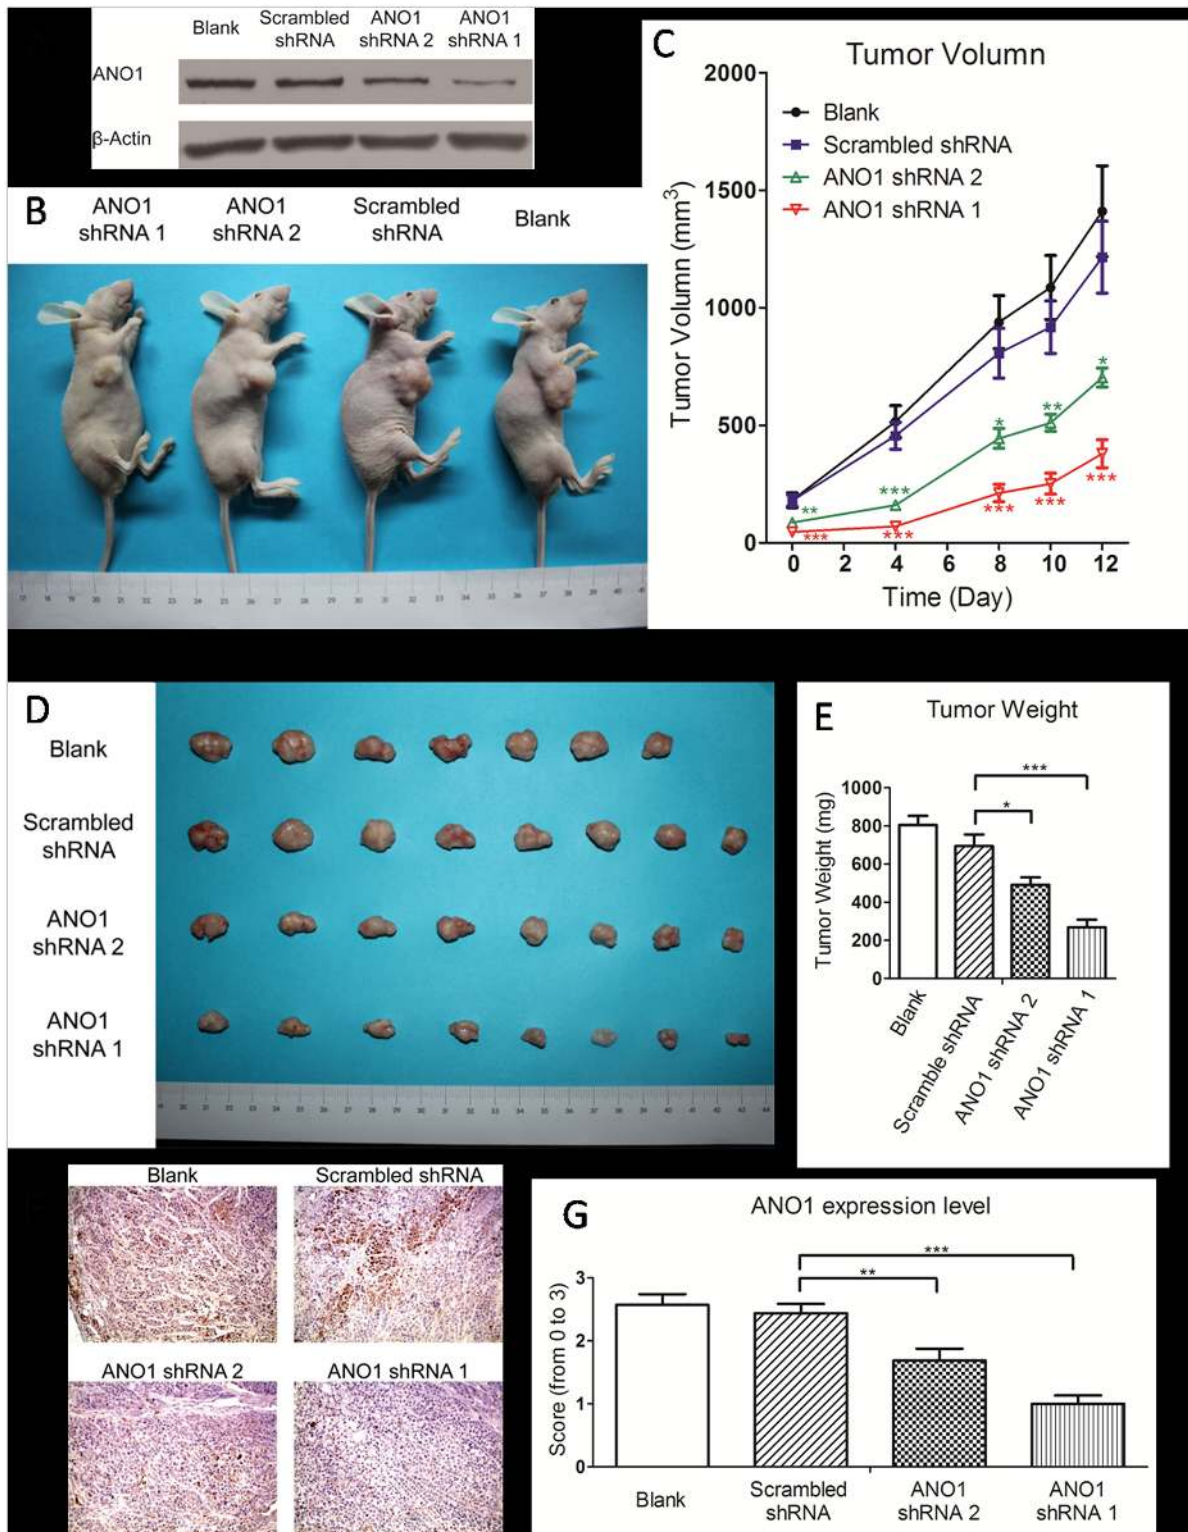 Blank
Scrambled
shRNA
ANO1
shRNA 2
ANO1
shRNA 1
ANO1
β-Actin
B
ANO1
shRNA 1
ANO1
shRNA 2
Scrambled
shRNA
Blank
C
Tumor Volumn
Tumor Volumn (mm³)
2000
1500
1000
500
0
Blank
Scrambled shRNA
ANO1 shRNA 2
ANO1 shRNA 1
**
***
*
**
*
***
***
***
***
***
0 2 4 6 8 10 12
Time (Day)
D
Blank
Scrambled
shRNA
ANO1
shRNA 2
ANO1
shRNA 1
E
Tumor Weight
Tumor Weight (mg)
1000
800
600
400
200
0
***
*
Blank
Scramble shRNA
ANO1 shRNA 2
ANO1 shRNA 1
Blank
Scrambled shRNA
ANO1 shRNA 2
ANO1 shRNA 1
G
ANO1 expression level
Score (from 0 to 3)
3
2
1
0
***
**
Blank
Scrambled
shRNA
ANO1
shRNA 2
ANO1
shRNA 1